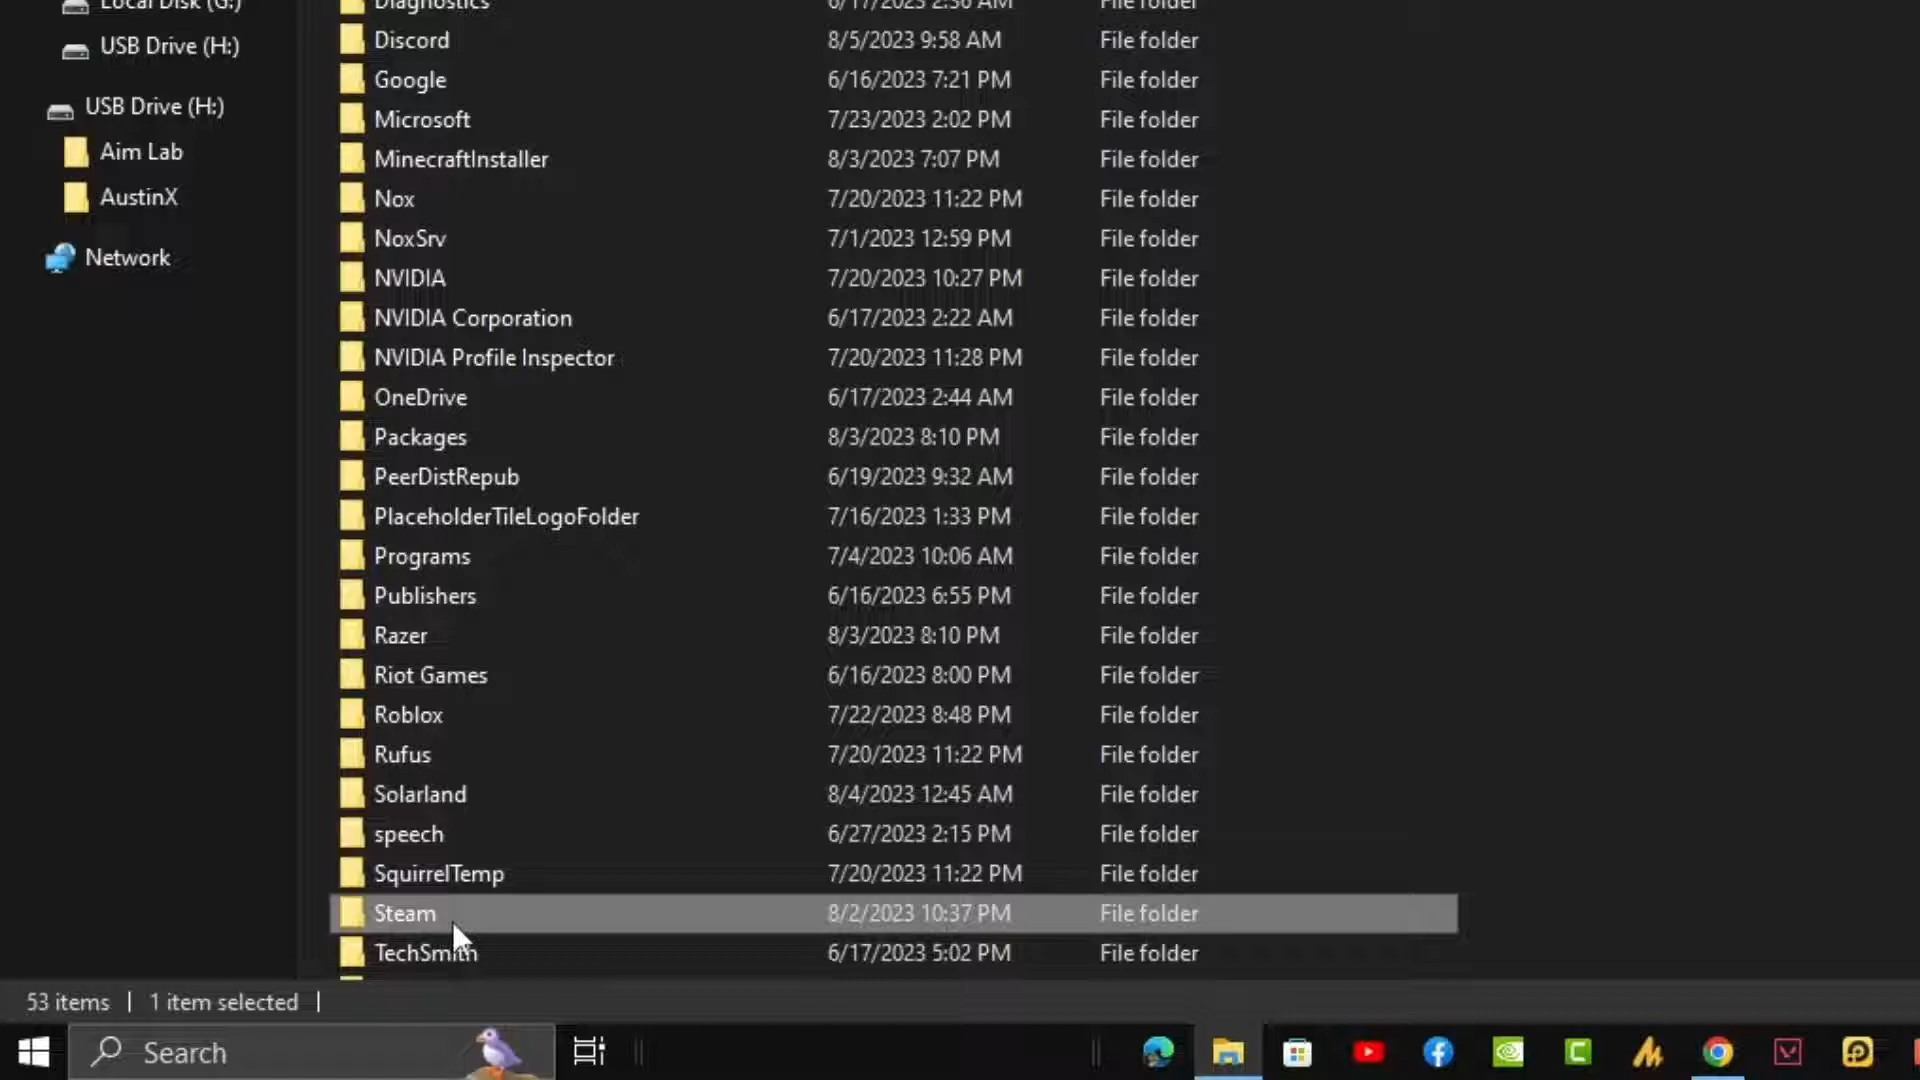 Local Disk (G:)
USB Drive (H:)
USB Drive (H:)
Aim Lab
AustinX
Network
Diagnostics 6/17/2023 2:56 AM File folder
Discord 8/5/2023 9:58 AM File folder
Google 6/16/2023 7:21 PM File folder
Microsoft 7/23/2023 2:02 PM File folder
MinecraftInstaller 8/3/2023 7:07 PM File folder
Nox 7/20/2023 11:22 PM File folder
NoxSrv 7/1/2023 12:59 PM File folder
NVIDIA 7/20/2023 10:27 PM File folder
NVIDIA Corporation 6/17/2023 2:22 AM File folder
NVIDIA Profile Inspector 7/20/2023 11:28 PM File folder
OneDrive 6/17/2023 2:44 AM File folder
Packages 8/3/2023 8:10 PM File folder
PeerDistRepub 6/19/2023 9:32 AM File folder
PlaceholderTileLogoFolder 7/16/2023 1:33 PM File folder
Programs 7/4/2023 10:06 AM File folder
Publishers 6/16/2023 6:55 PM File folder
Razer 8/3/2023 8:10 PM File folder
Riot Games 6/16/2023 8:00 PM File folder
Roblox 7/22/2023 8:48 PM File folder
Rufus 7/20/2023 11:22 PM File folder
Solarland 8/4/2023 12:45 AM File folder
speech 6/27/2023 2:15 PM File folder
SquirrelTemp 7/20/2023 11:22 PM File folder
Steam 8/2/2023 10:37 PM File folder
TechSmith 6/17/2023 5:02 PM File folder
53 items | 1 item selected |
Search